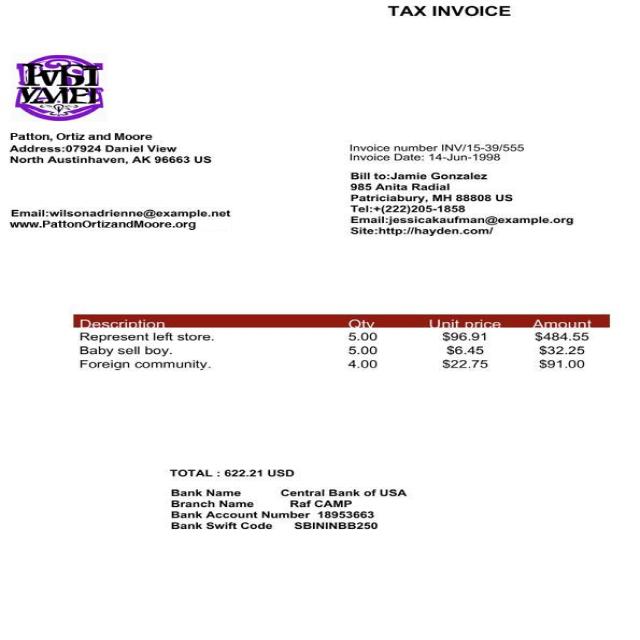 TAX INVOICE
Patton, Ortiz and Moore
Address:07924 Daniel View
North Austinhaven, AK 96663 US
Email:wilsonadrienne@example.net
www.PattonOrtizandMoore.org
Invoice number INV/15-39/555
Invoice Date: 14-Jun-1998
Bill to:Jamie Gonzalez
985 Anita Radial
Patriciabury, MH 88808 US
Tel:+(222)205-1858
Email:jessicakaufman@example.org
Site:http://hayden.com/
Description Qty Unit price Amount
Represent left store. 5.00 $96.91 $484.55
Baby sell boy. 5.00 $6.45 $32.25
Foreign community. 4.00 $22.75 $91.00
TOTAL : 622.21 USD
Bank Name Central Bank of USA
Branch Name Raf CAMP
Bank Account Number 18953663
Bank Swift Code SBININBB250